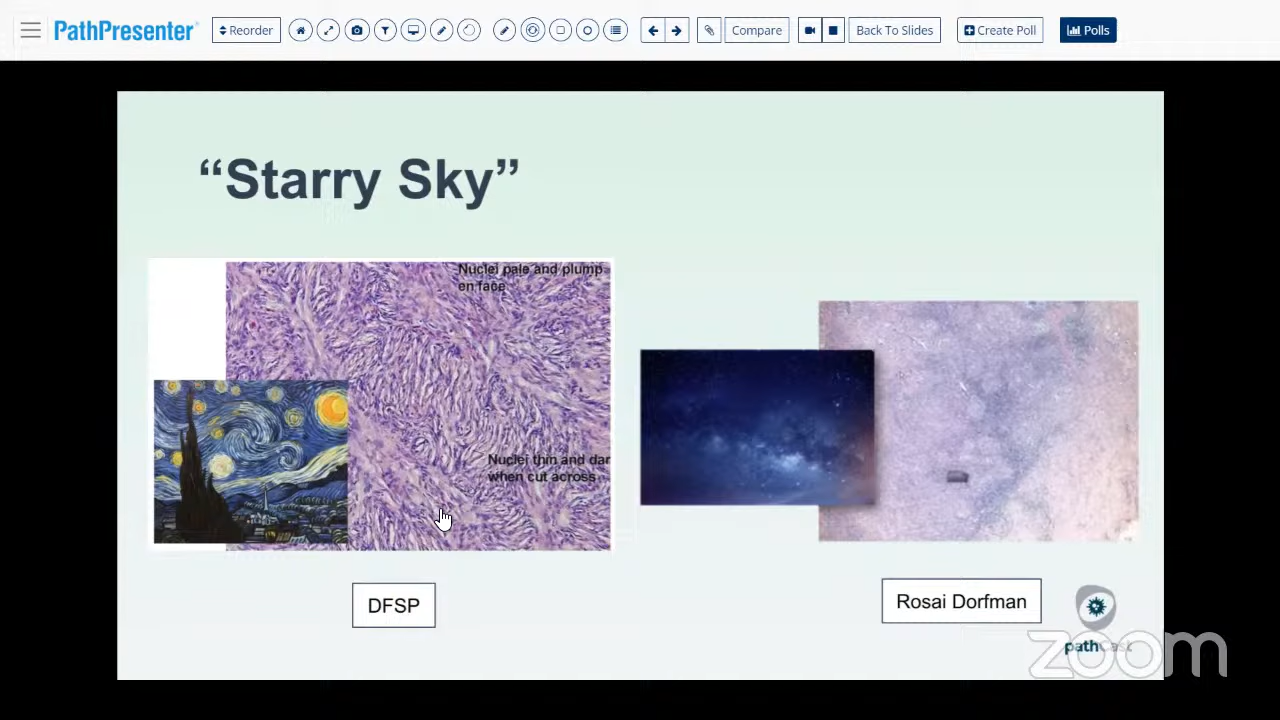 PathPresenter
Reorder
Compare
Back To Slides
Create Poll
Polls
“Starry Sky”
Nuclei pale and plump
en face
Nuclei thin and dar
when cut across
DFSP
Rosai Dorfman
pathCast
zoom